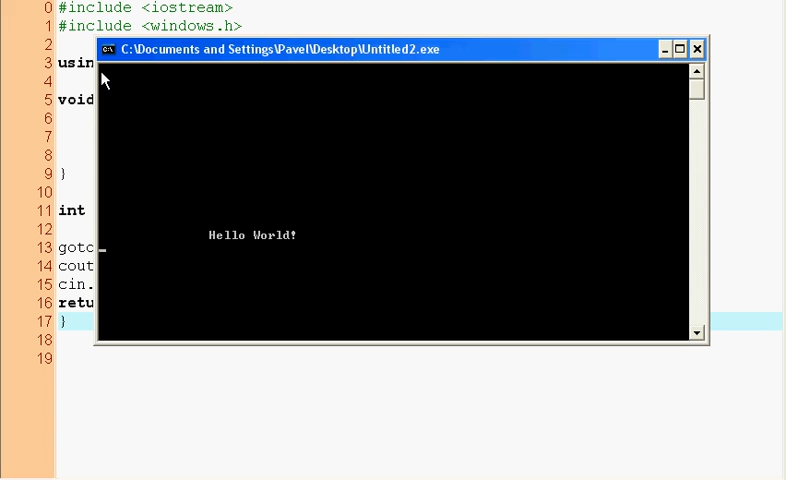 0 #include <iostream>
1 #include <windows.h>
2
C:\Documents and Settings\Pavel\Desktop\Untitled2.exe
3 usin
4
5 void
6
7
8
9 }
10
11 int
12
Hello World!
13 gotc
14 cout
15 cin.
16 retu
17 }
18
19